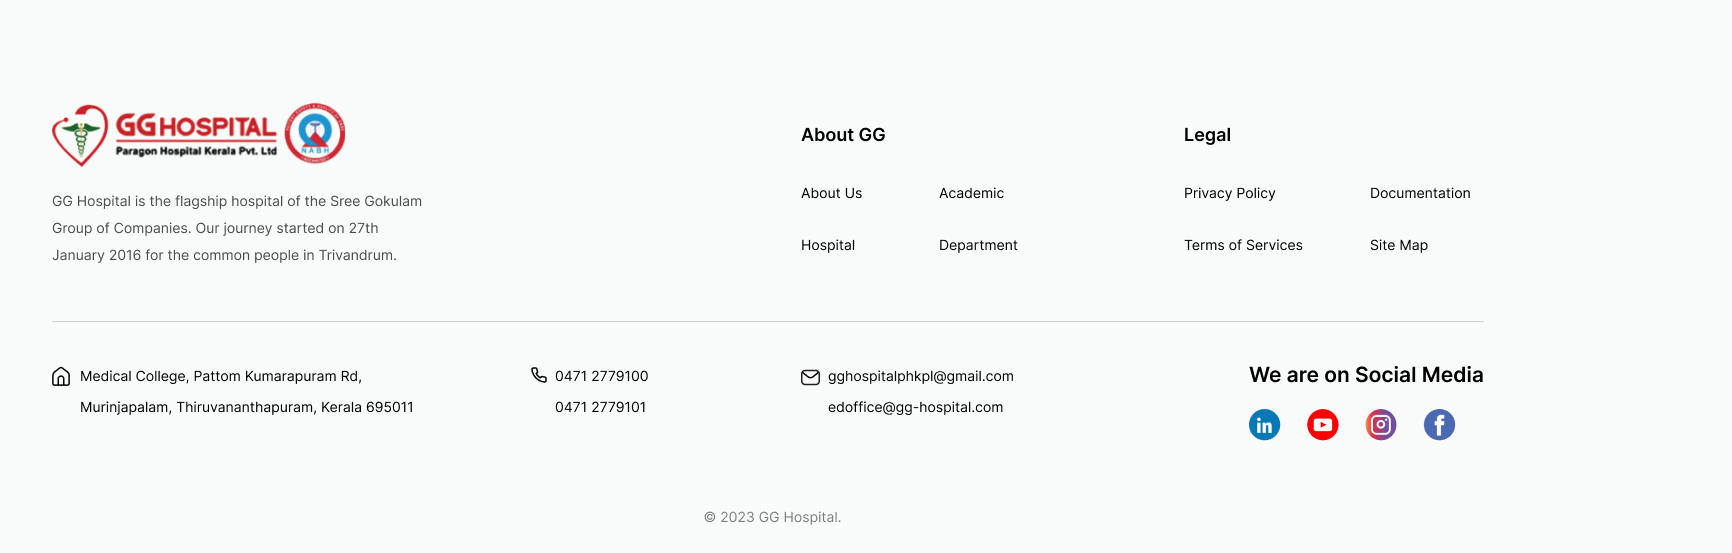 GG HOSPITAL
Paragon Hospital Kerala Pvt. Ltd
NABH
GG Hospital is the flagship hospital of the Sree Gokulam
Group of Companies. Our journey started on 27th
January 2016 for the common people in Trivandrum.
About GG
About Us
Academic
Hospital
Department
Legal
Privacy Policy
Documentation
Terms of Services
Site Map
Medical College, Pattom Kumarapuram Rd,
Murinjapalam, Thiruvananthapuram, Kerala 695011
0471 2779100
0471 2779101
gghospitalphkpl@gmail.com
edoffice@gg-hospital.com
We are on Social Media
© 2023 GG Hospital.